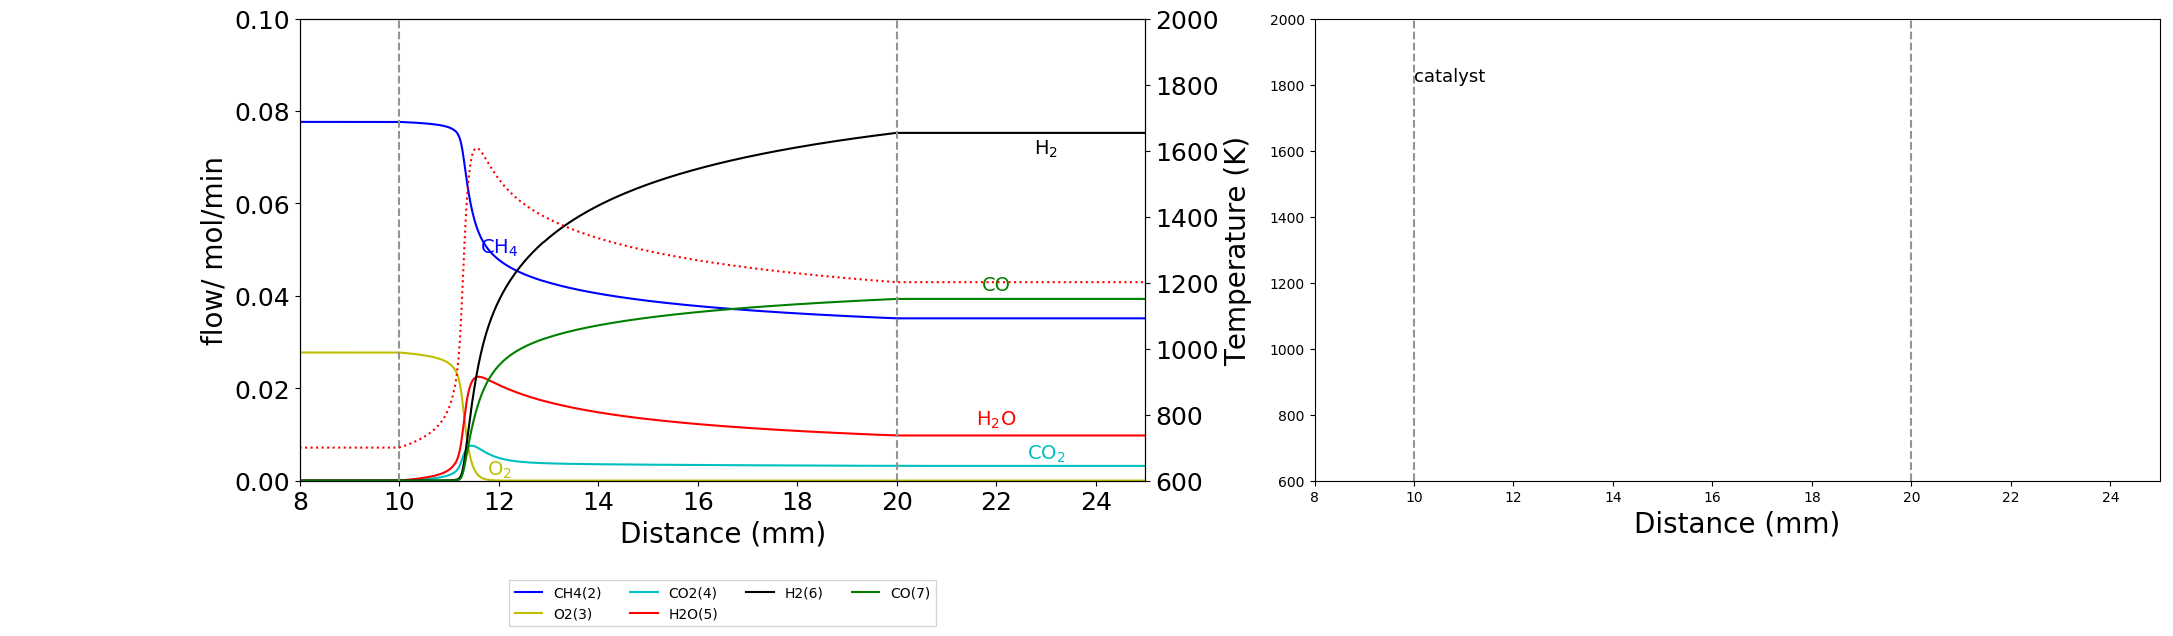 0.10
0.08
0.06
0.04
0.02
0.00
flow/ mol/min
8 10 12 14 16 18 20 22 24
Distance (mm)
2000
1800
1600
1400
1200
1000
800
600
Temperature (K)
H₂
CH₄
CO
H₂O
CO₂
O₂
CH4(2) CO2(4) H2(6) CO(7)
O2(3) H2O(5)
2000
1800
1600
1400
1200
1000
800
600
catalyst
8 10 12 14 16 18 20 22 24
Distance (mm)